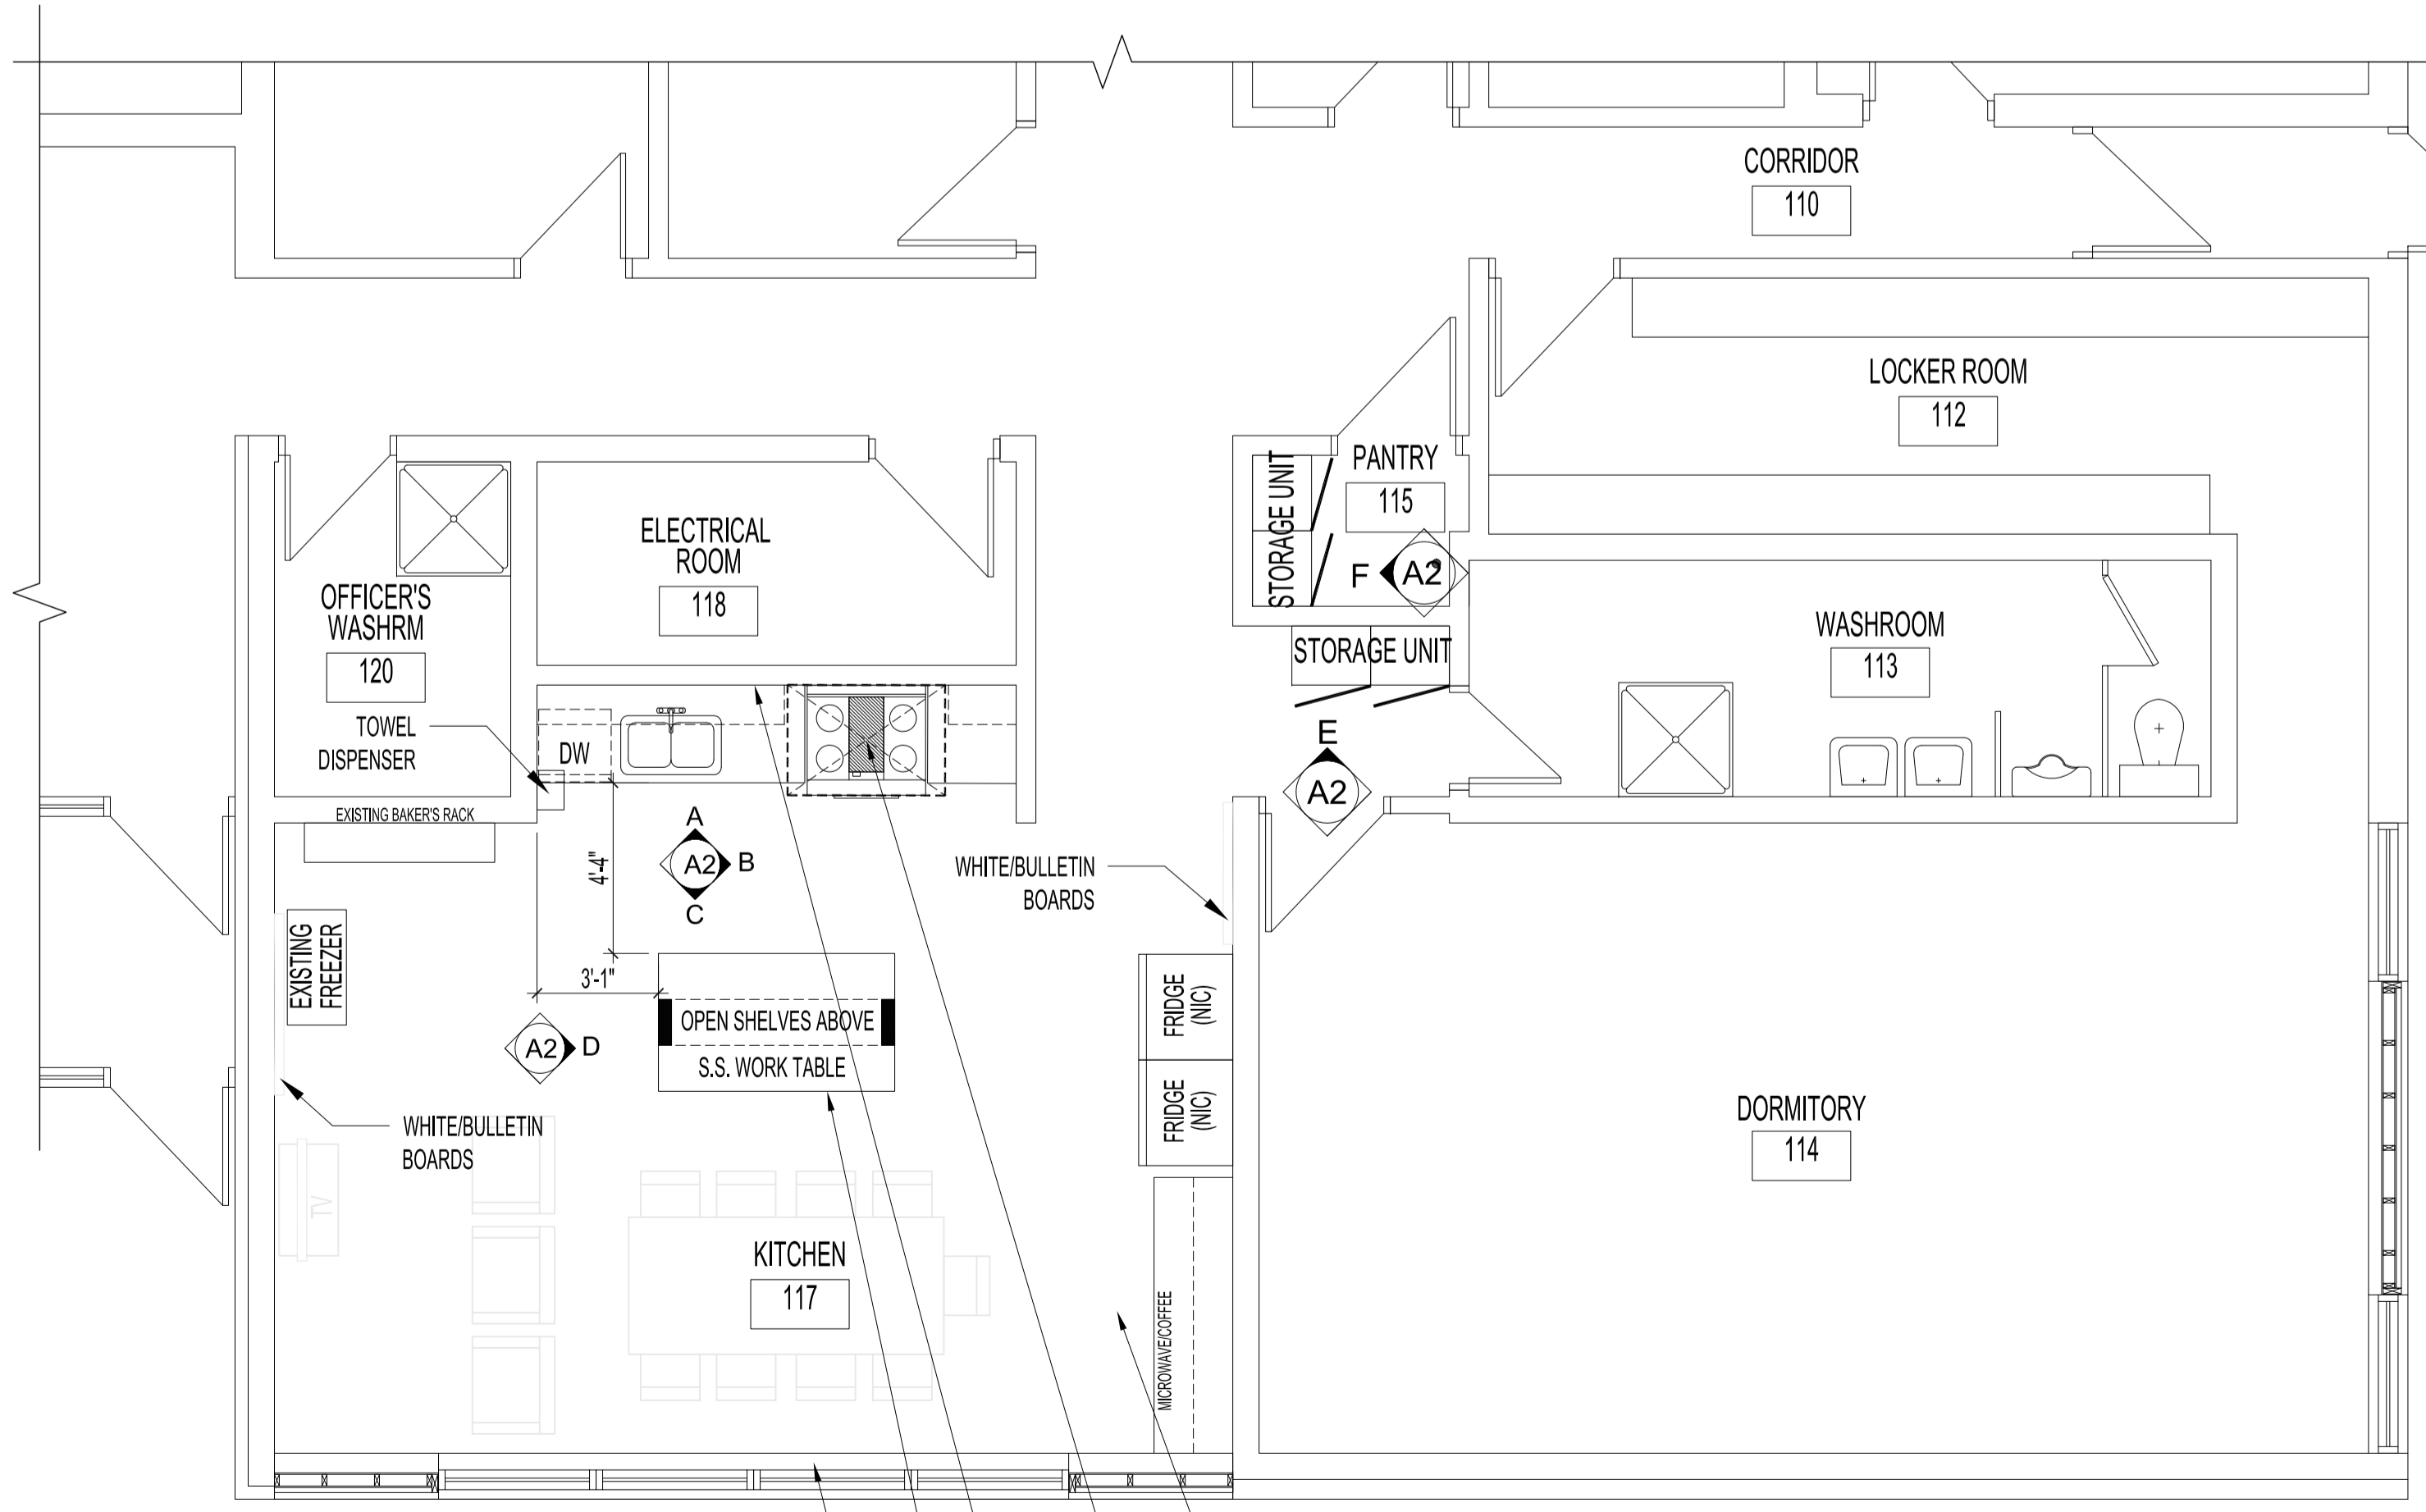 CORRIDOR
110
LOCKER ROOM
112
PANTRY
115
STORAGE UNIT
F
A2
STORAGE UNIT
ELECTRICAL
ROOM
118
OFFICER'S
WASHRM
120
WASHROOM
113
TOWEL
DISPENSER
DW
E
A2
EXISTING BAKER'S RACK
A
A2
B
C
4'-4"
WHITE/BULLETIN
BOARDS
EXISTING
FREEZER
3'-1"
FRIDGE
(NIC)
OPEN SHELVES ABOVE
A2
D
S.S. WORK TABLE
FRIDGE
(NIC)
WHITE/BULLETIN
BOARDS
DORMITORY
114
TV
KITCHEN
117
MICROWAVE/COFFEE